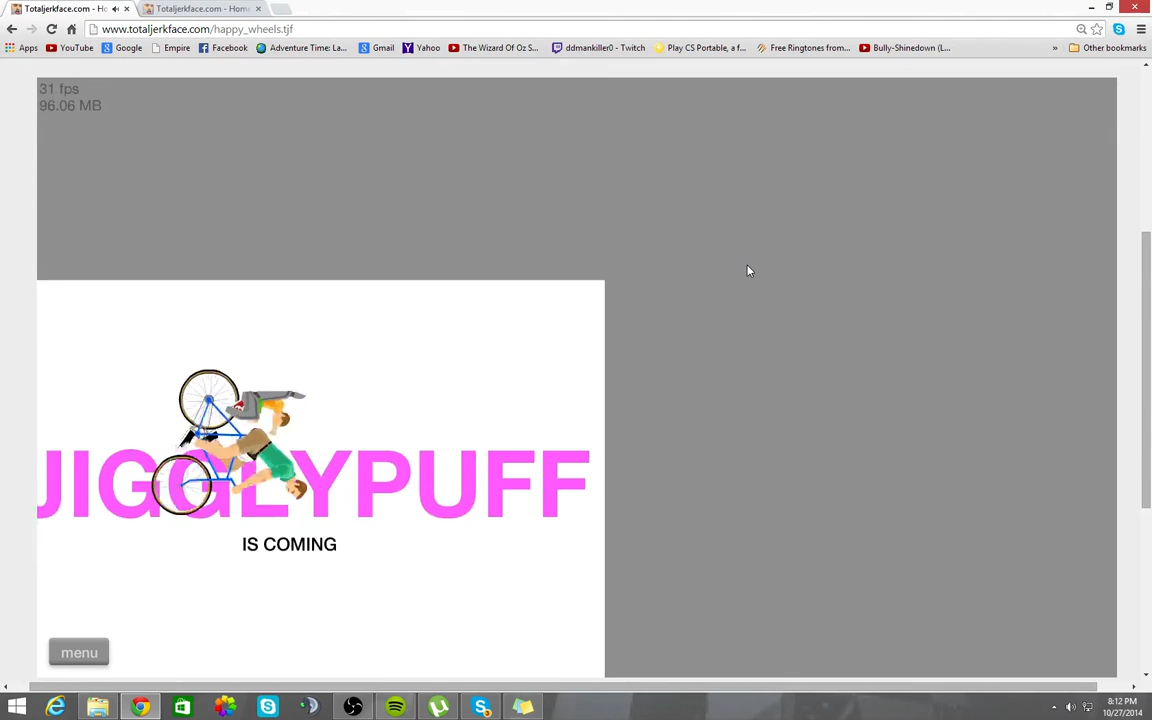 Totaljerkface.com - Ho
Totaljerkface.com - Home
www.totaljerkface.com/happy_wheels.tjf
Apps YouTube Google Empire Facebook Adventure Time: La... Gmail Yahoo The Wizard Of Oz S... ddmankiller0 - Twitch Play CS Portable, a f... Free Ringtones from... Bully-Shinedown (L... » Other bookmarks
31 fps
96.06 MB
JIGGLYPUFF
IS COMING
menu
8:12 PM
10/27/2014